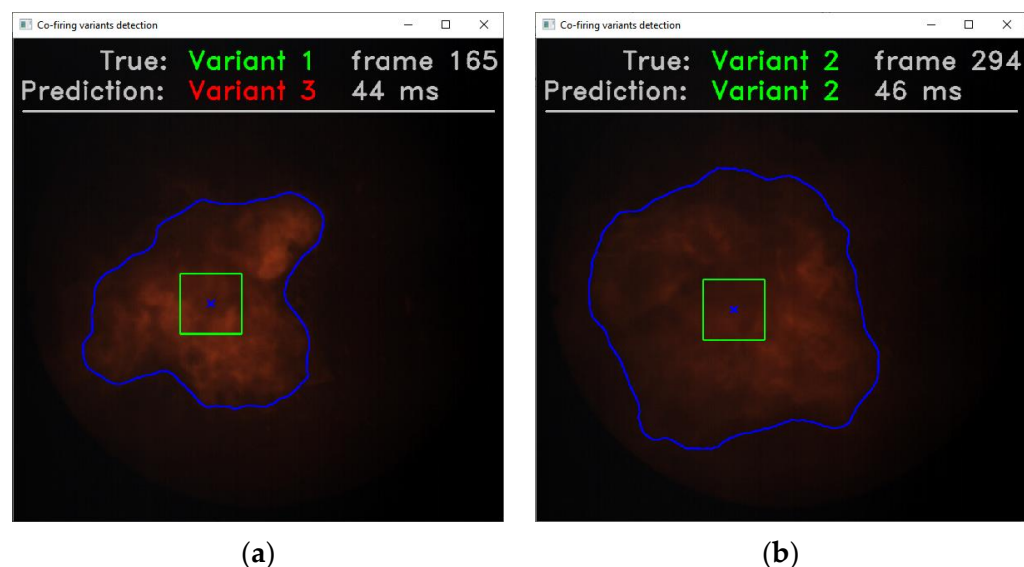 Co-firing variants detection
True: Variant 1 frame 165
Prediction: Variant 3 44 ms
(a)
Co-firing variants detection
True: Variant 2 frame 294
Prediction: Variant 2 46 ms
(b)